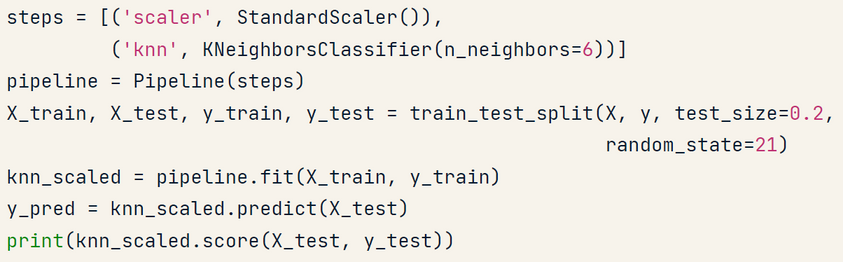 steps = [('scaler', StandardScaler()),
         ('knn', KNeighborsClassifier(n_neighbors=6))]
pipeline = Pipeline(steps)
X_train, X_test, y_train, y_test = train_test_split(X, y, test_size=0.2,
                                                    random_state=21)
knn_scaled = pipeline.fit(X_train, y_train)
y_pred = knn_scaled.predict(X_test)
print(knn_scaled.score(X_test, y_test))